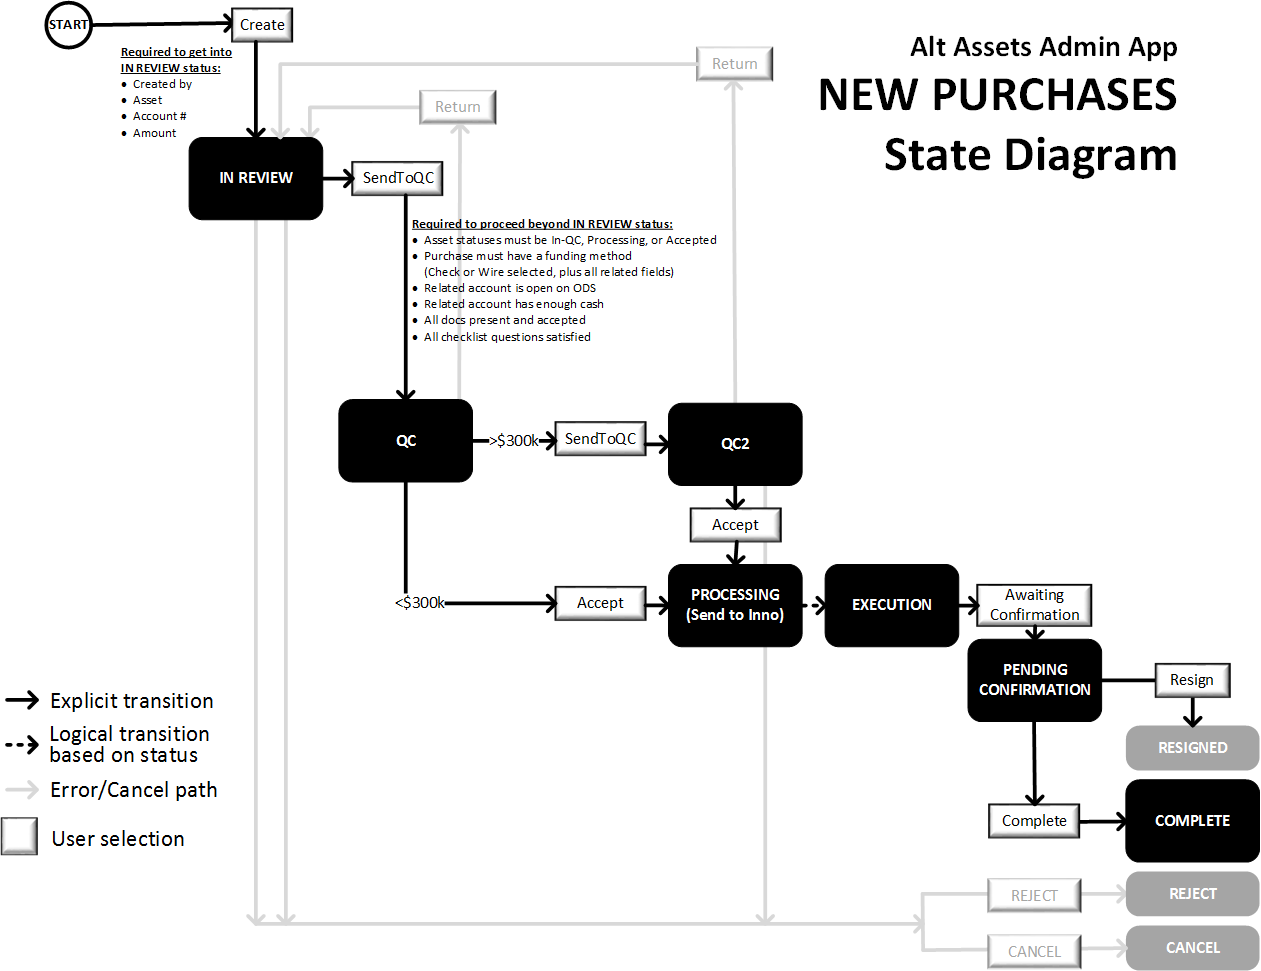 START
Create
Required to get into
IN REVIEW status:
• Created by
• Asset
• Account #
• Amount
Alt Assets Admin App
NEW PURCHASES
State Diagram
Return
Return
IN REVIEW
SendToQC
Required to proceed beyond IN REVIEW status:
• Asset statuses must be In-QC, Processing, or Accepted
• Purchase must have a funding method
(Check or Wire selected, plus all related fields)
• Related account is open on ODS
• Related account has enough cash
• All docs present and accepted
• All checklist questions satisfied
QC
>$300k
SendToQC
QC2
Accept
<$300k
Accept
PROCESSING
(Send to Inno)
EXECUTION
Awaiting
Confirmation
PENDING
CONFIRMATION
Resign
RESIGNED
Complete
COMPLETE
REJECT
REJECT
CANCEL
CANCEL
Explicit transition
Logical transition
based on status
Error/Cancel path
User selection